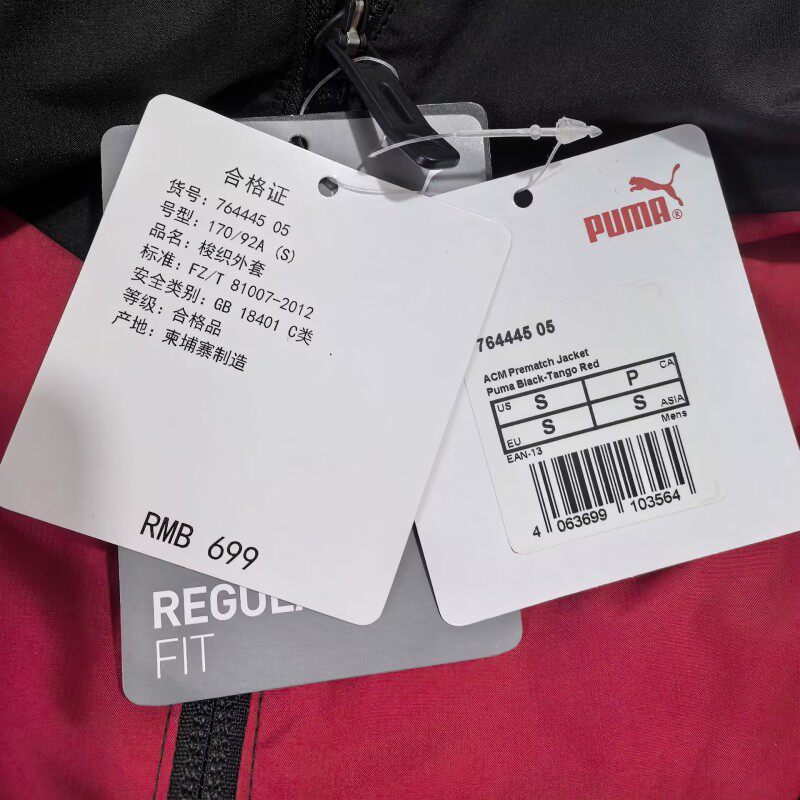 合格证
货号: 764445 05
号型: 170/92A (S)
品名: 梭织外套
标准: FZ/T 81007-2012
安全类别: GB 18401 C类
等级: 合格品
产地: 柬埔寨制造
RMB 699
PUMA®
764445 05
ACM Prematch Jacket
Puma Black-Tango Red
US S P CA
EU S S ASIA
EAN-13 Mens
4 063699 103564
FIT